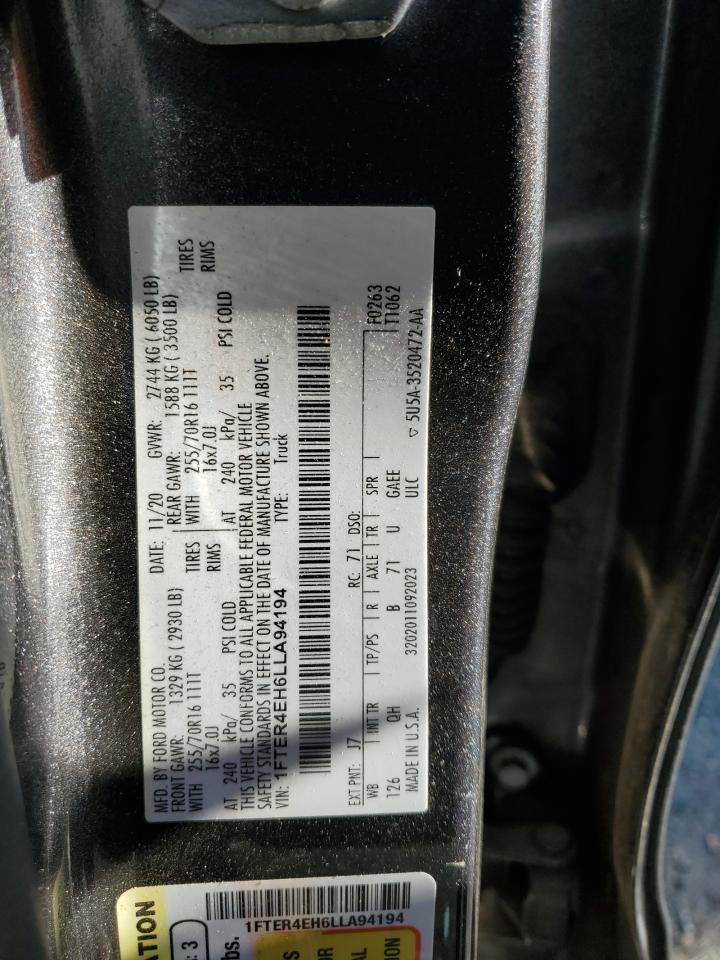 MFD. BY FORD MOTOR CO.
DATE: 11/20 GVWR: 2744 KG ( 6050 LB)
FRONT GAWR: 1329 KG ( 2930 LB) REAR GAWR: 1588 KG ( 3500 LB)
WITH 255/70R16 111T TIRES WITH 255/70R16 111T TIRES
16x7.0J RIMS 16x7.0J RIMS
AT 240 kPa/ 35 PSI COLD AT 240 kPa/ 35 PSI COLD
THIS VEHICLE CONFORMS TO ALL APPLICABLE FEDERAL MOTOR VEHICLE
SAFETY STANDARDS IN EFFECT ON THE DATE OF MANUFACTURE SHOWN ABOVE.
VIN: 1FTER4EH6LLA94194 TYPE: Truck
EXT PNT: J7 RC: 71 DSO: F0263
WB INT TR TP/PS R AXLE TR SPR T1062
126 QH B 71 U GAEE
MADE IN U.S.A. 3202011092023 ULC ▽ 5U5A-3520472-AA
1FTER4EH6LLA94194
3